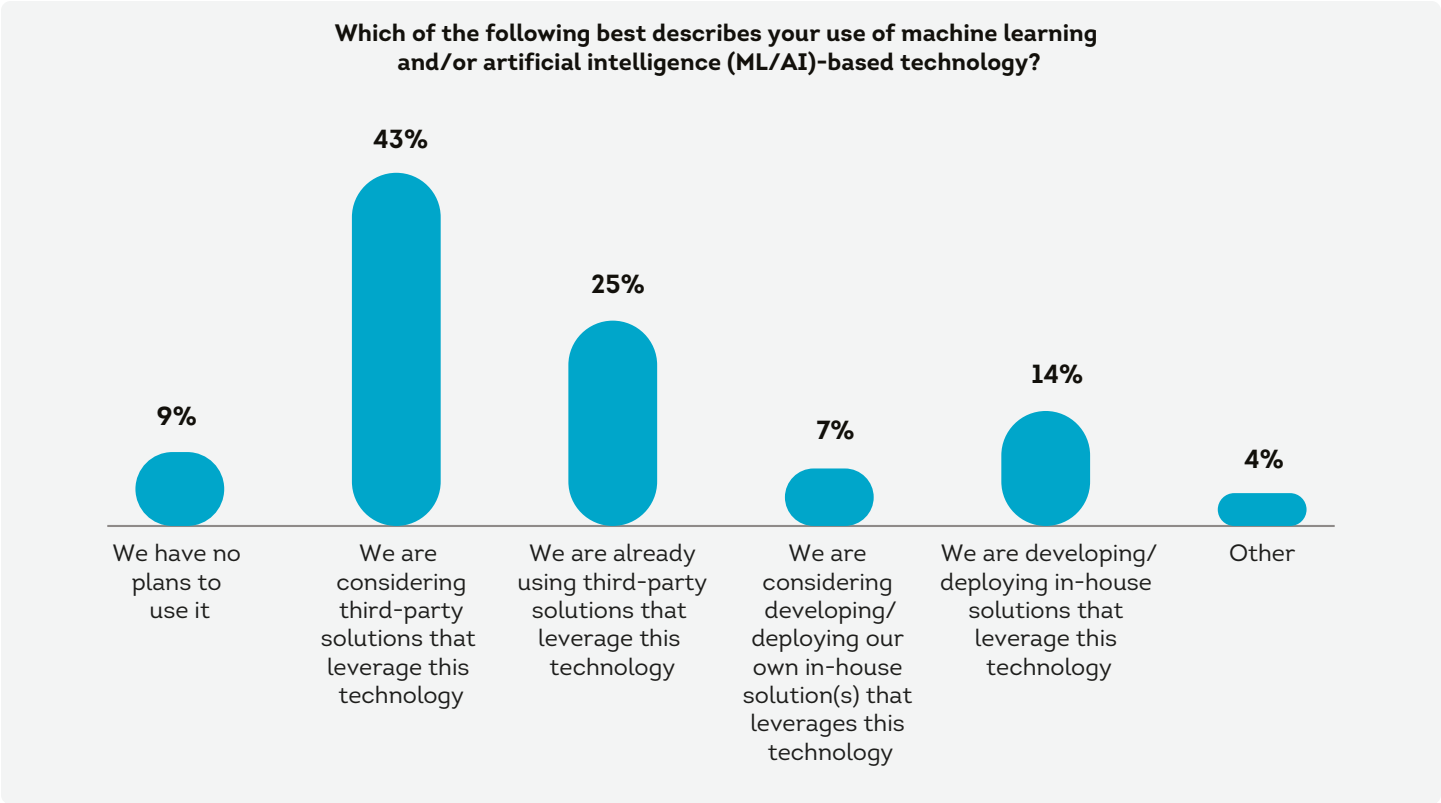 Which of the following best describes your use of machine learning
and/or artificial intelligence (ML/AI)-based technology?
9%
43%
25%
7%
14%
4%
We have no
plans to
use it
We are
considering
third-party
solutions that
leverage this
technology
We are already
using third-party
solutions that
leverage this
technology
We are
considering
developing/
deploying our
own in-house
solution(s) that
leverages this
technology
We are developing/
deploying in-house
solutions that
leverage this
technology
Other